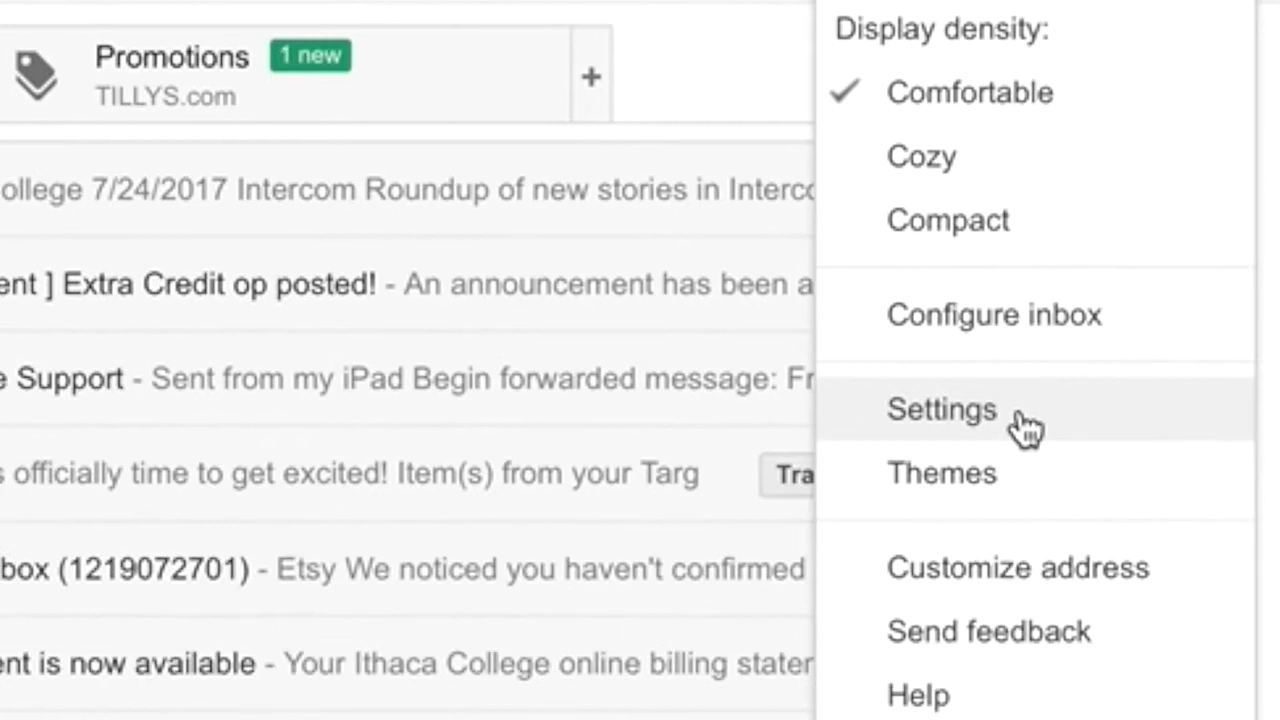 Promotions 1 new
TILLYS.com
+
ollege 7/24/2017 Intercom Roundup of new stories in Interco
ent ] Extra Credit op posted! - An announcement has been a
e Support - Sent from my iPad Begin forwarded message: Fr
s officially time to get excited! Item(s) from your Targ Tra
box (1219072701) - Etsy We noticed you haven't confirmed
ent is now available - Your Ithaca College online billing stater
Display density:
Comfortable
Cozy
Compact
Configure inbox
Settings
Themes
Customize address
Send feedback
Help